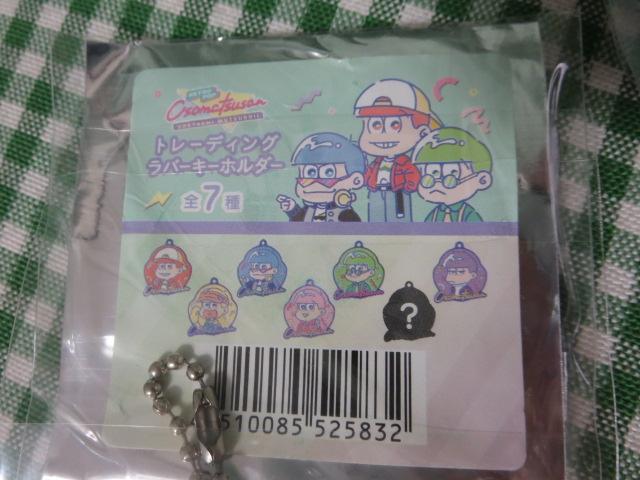 Osomatsusan
トレーディング
ラバーキーホルダー
全7種
?
510085 525832